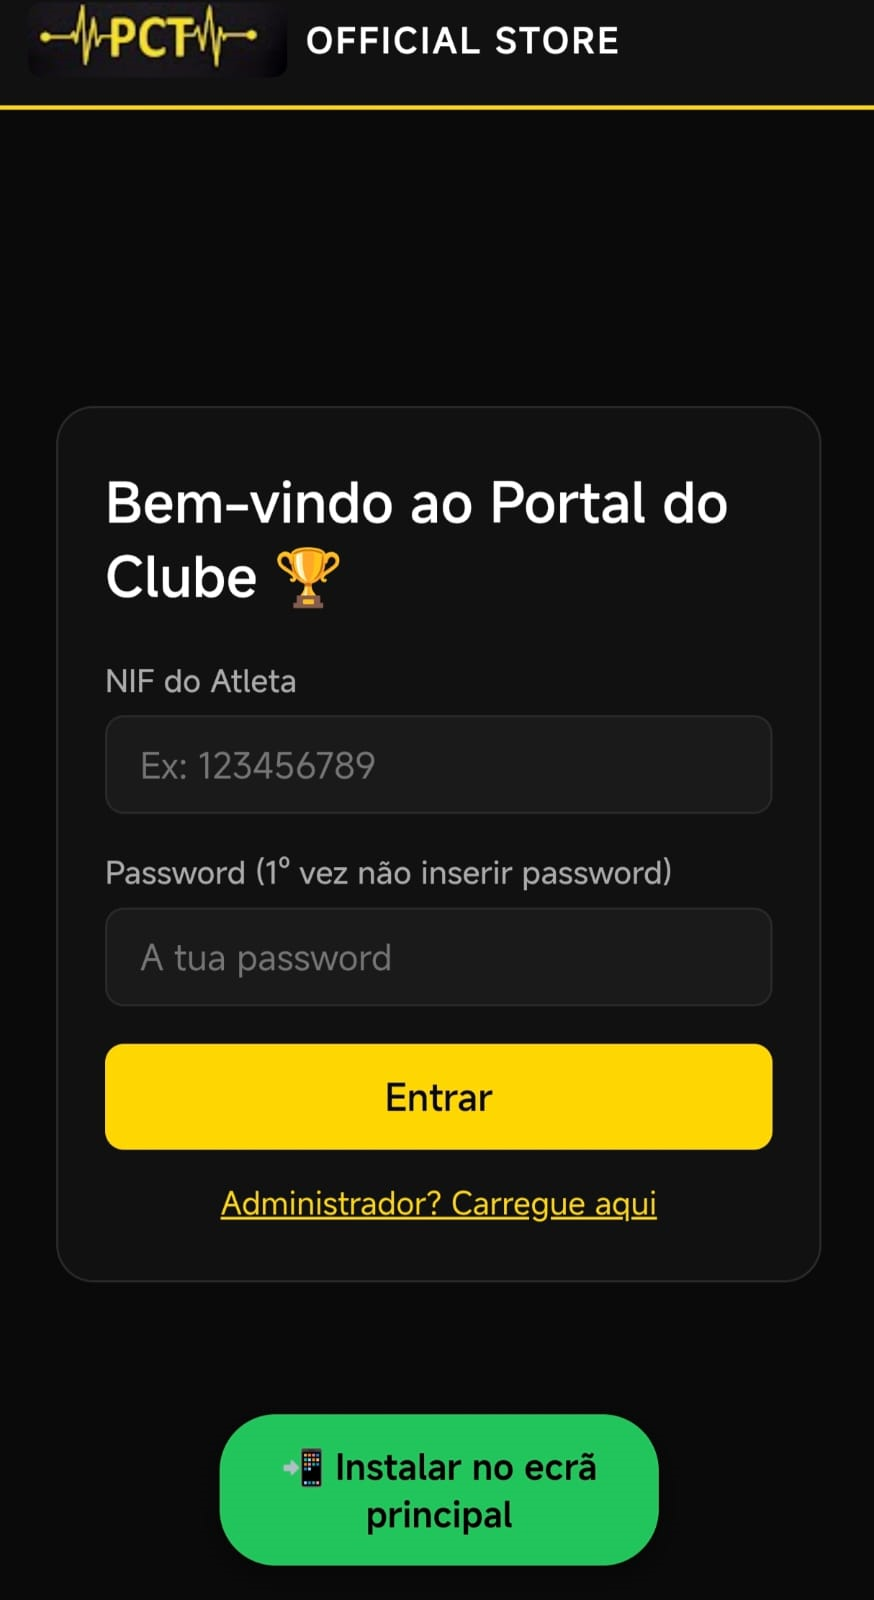 PCT OFFICIAL STORE
Bem-vindo ao Portal do
Clube 🏆
NIF do Atleta
Ex: 123456789
Password (1º vez não inserir password)
A tua password
Entrar
Administrador? Carregue aqui
📲 Instalar no ecrã
principal